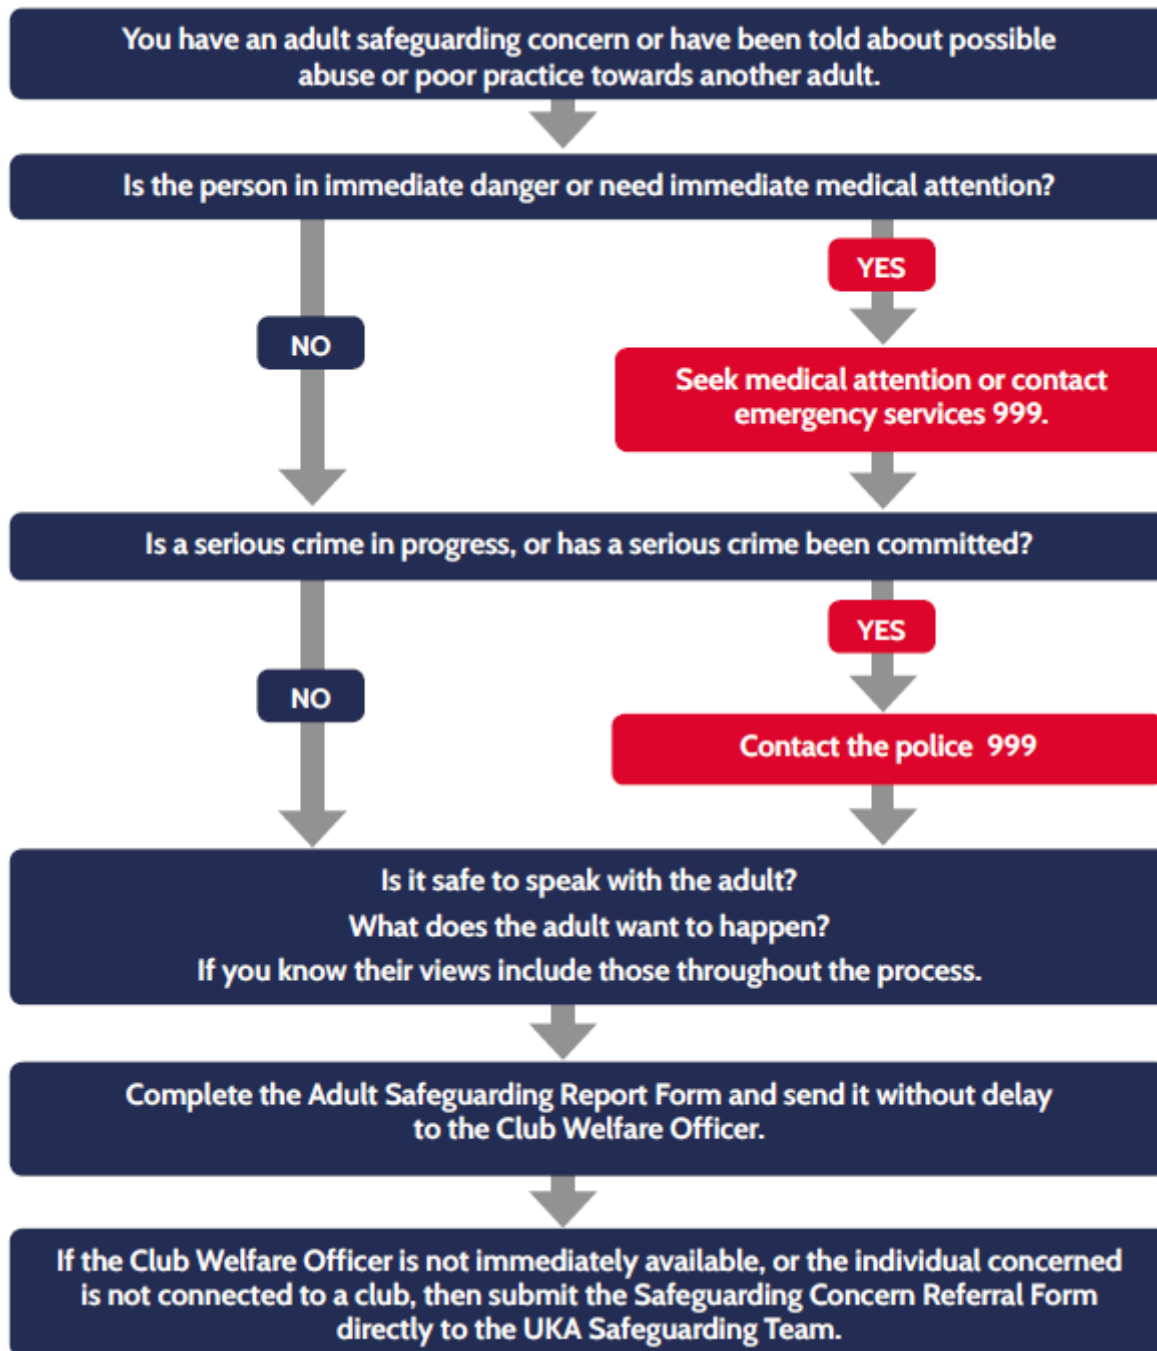 You have an adult safeguarding concern or have been told about possible
abuse or poor practice towards another adult.
Is the person in immediate danger or need immediate medical attention?
YES
NO
Seek medical attention or contact
emergency services 999.
Is a serious crime in progress, or has a serious crime been committed?
YES
NO
Contact the police 999
Is it safe to speak with the adult?
What does the adult want to happen?
If you know their views include those throughout the process.
Complete the Adult Safeguarding Report Form and send it without delay
to the Club Welfare Officer.
If the Club Welfare Officer is not immediately available, or the individual concerned
is not connected to a club, then submit the Safeguarding Concern Referral Form
directly to the UKA Safeguarding Team.